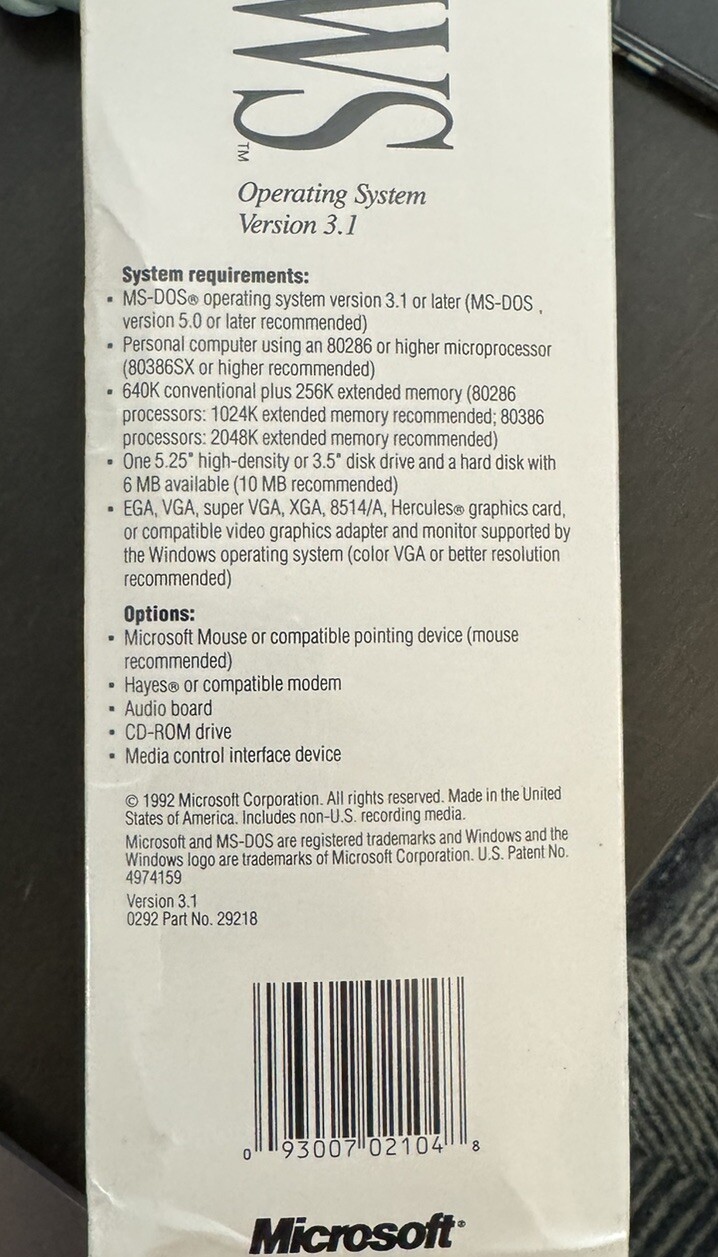 WS
TM
Operating System
Version 3.1
System requirements:
▪ MS-DOS® operating system version 3.1 or later (MS-DOS
version 5.0 or later recommended)
▪ Personal computer using an 80286 or higher microprocessor
(80386SX or higher recommended)
▪ 640K conventional plus 256K extended memory (80286
processors: 1024K extended memory recommended; 80386
processors: 2048K extended memory recommended)
▪ One 5.25" high-density or 3.5" disk drive and a hard disk with
6 MB available (10 MB recommended)
▪ EGA, VGA, super VGA, XGA, 8514/A, Hercules® graphics card,
or compatible video graphics adapter and monitor supported by
the Windows operating system (color VGA or better resolution
recommended)
Options:
▪ Microsoft Mouse or compatible pointing device (mouse
recommended)
▪ Hayes® or compatible modem
▪ Audio board
▪ CD-ROM drive
▪ Media control interface device
© 1992 Microsoft Corporation. All rights reserved. Made in the United
States of America. Includes non-U.S. recording media.
Microsoft and MS-DOS are registered trademarks and Windows and the
Windows logo are trademarks of Microsoft Corporation. U.S. Patent No.
4974159
Version 3.1
0292 Part No. 29218
0 93007 02104 8
Microsoft®